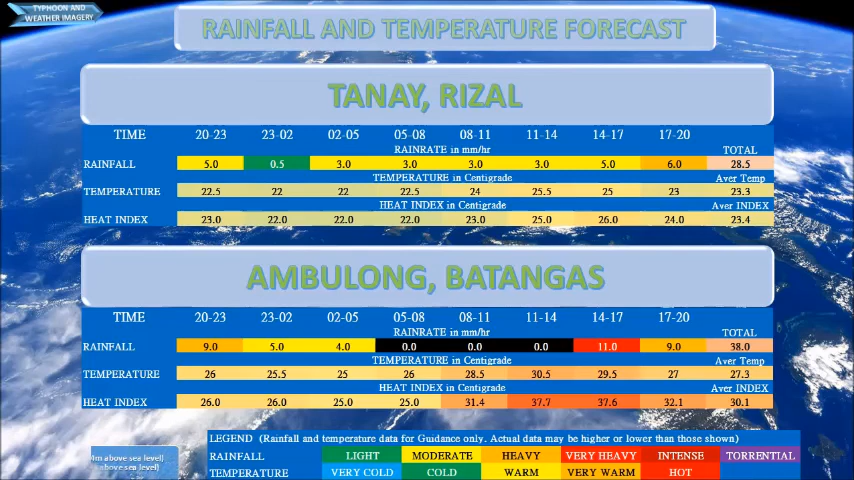 TYPHOON AND
WEATHER IMAGERY
RAINFALL AND TEMPERATURE FORECAST
TANAY, RIZAL
TIME 20-23 23-02 02-05 05-08 08-11 11-14 14-17 17-20
RAINRATE in mm/hr TOTAL
RAINFALL 5.0 0.5 3.0 3.0 3.0 3.0 5.0 6.0 28.5
TEMPERATURE in Centigrade Aver Temp
TEMPERATURE 22.5 22 22 22.5 24 25.5 25 23 23.3
HEAT INDEX in Centigrade Aver INDEX
HEAT INDEX 23.0 22.0 22.0 22.0 23.0 25.0 26.0 24.0 23.4
AMBULONG, BATANGAS
TIME 20-23 23-02 02-05 05-08 08-11 11-14 14-17 17-20
RAINRATE in mm/hr TOTAL
RAINFALL 9.0 5.0 4.0 0.0 0.0 0.0 11.0 9.0 38.0
TEMPERATURE in Centigrade Aver Temp
TEMPERATURE 26 25.5 25 26 28.5 30.5 29.5 27 27.3
HEAT INDEX in Centigrade Aver INDEX
HEAT INDEX 26.0 26.0 25.0 25.0 31.4 37.7 37.6 32.1 30.1
LEGEND (Rainfall and temperature data for Guidance only. Actual data may be higher or lower than those shown)
RAINFALL LIGHT MODERATE HEAVY VERY HEAVY INTENSE TORRENTIAL
TEMPERATURE VERY COLD COLD WARM VERY WARM HOT
above sea level)
above sea level)